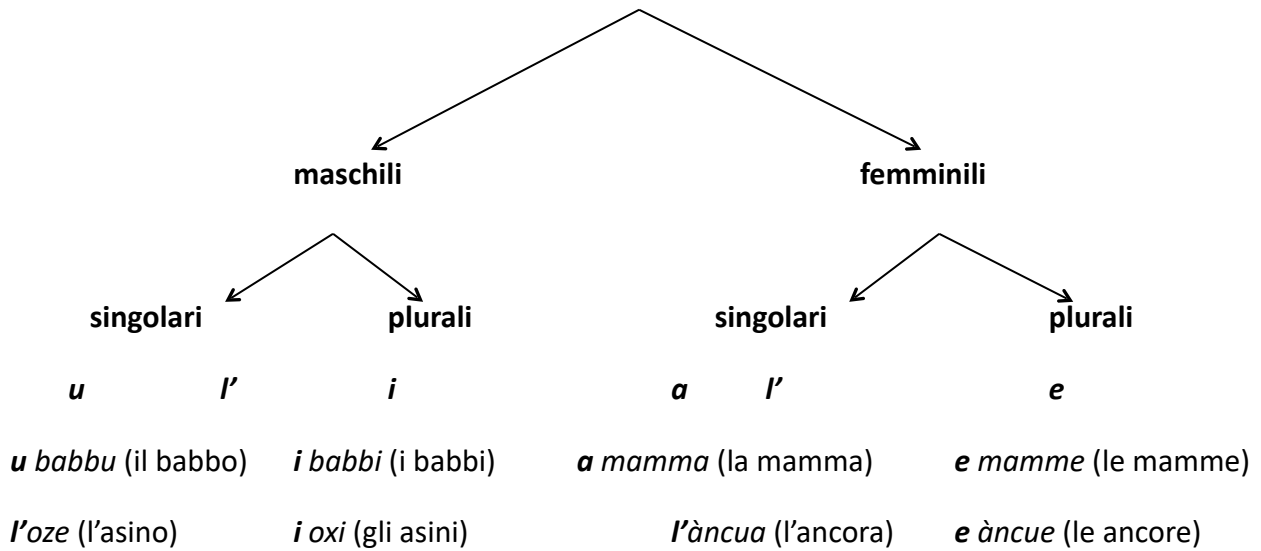 maschili femminili
singolari plurali singolari plurali
u l’ i a l’ e
u babbu (il babbo) i babbi (i babbi) a mamma (la mamma) e mamme (le mamme)
l’oze (l’asino) i oxi (gli asini) l’àncua (l’ancora) e àncue (le ancore)